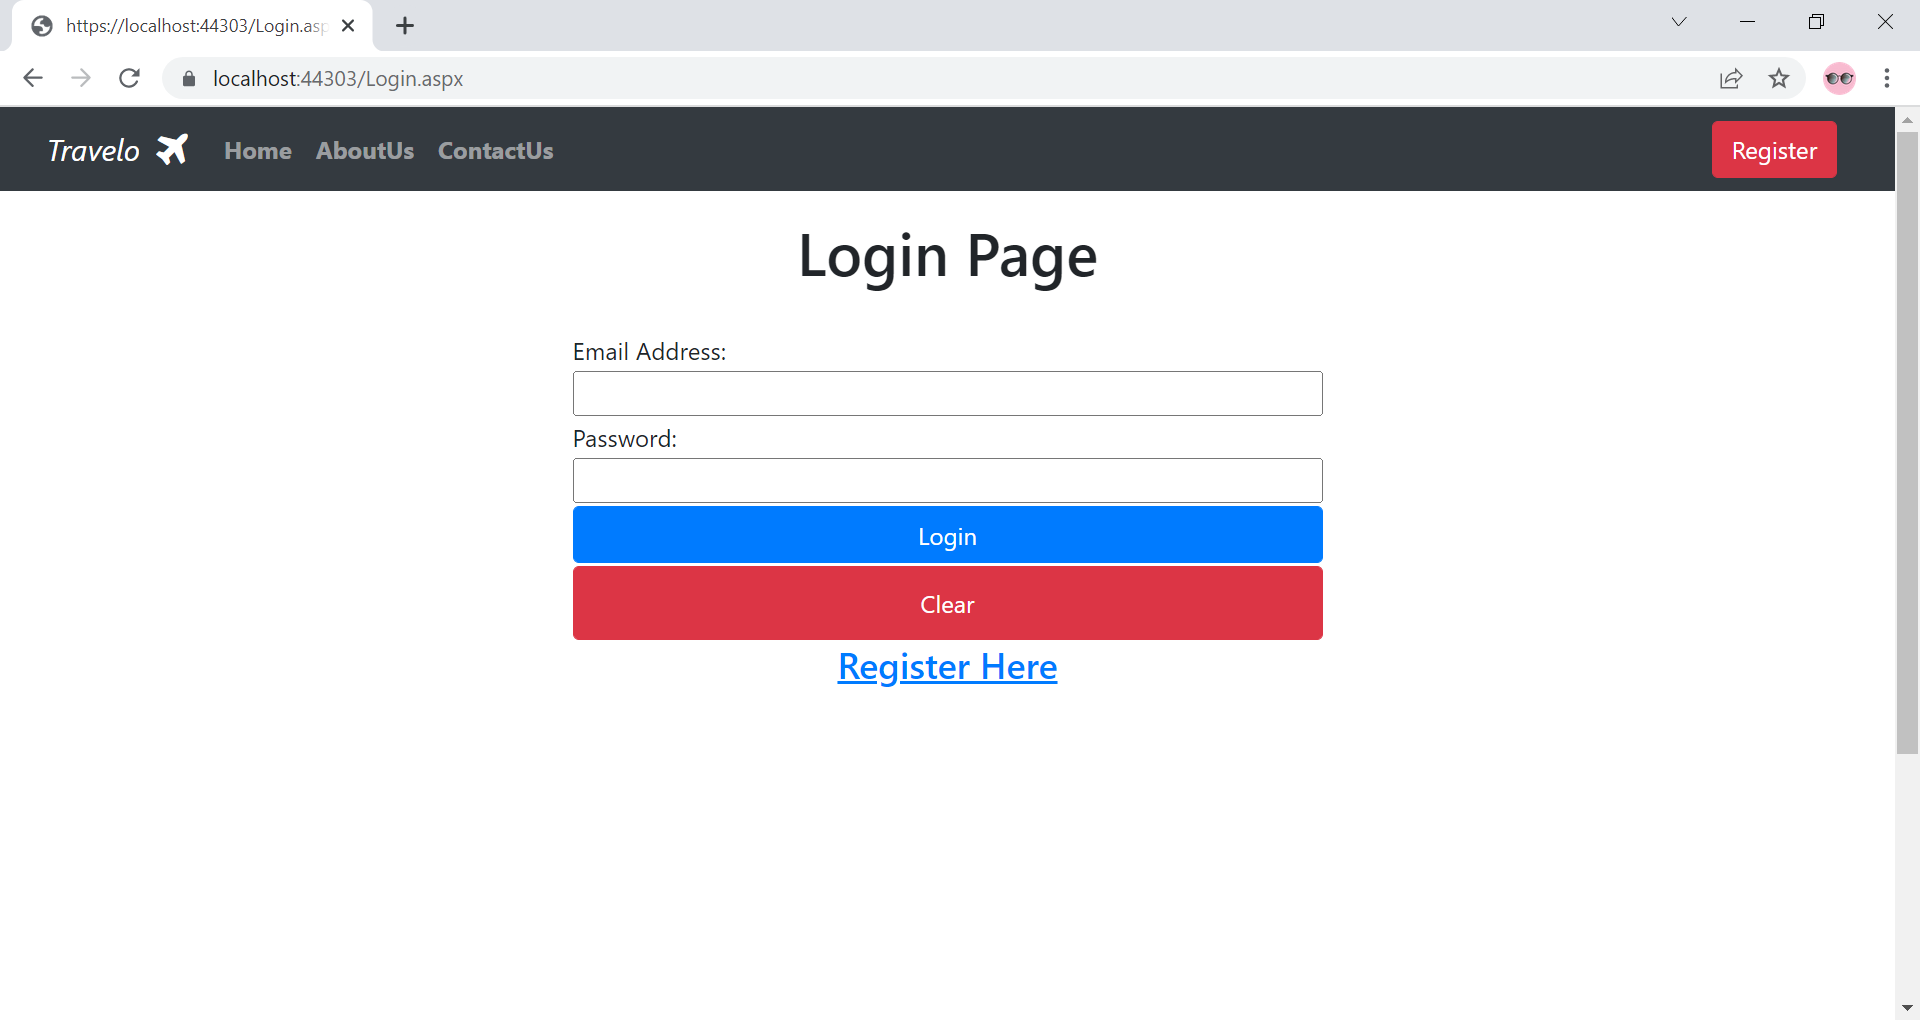 https://localhost:44303/Login.asp
localhost:44303/Login.aspx
Travelo Home AboutUs ContactUs Register
Login Page
Email Address:
Password:
Login
Clear
Register Here